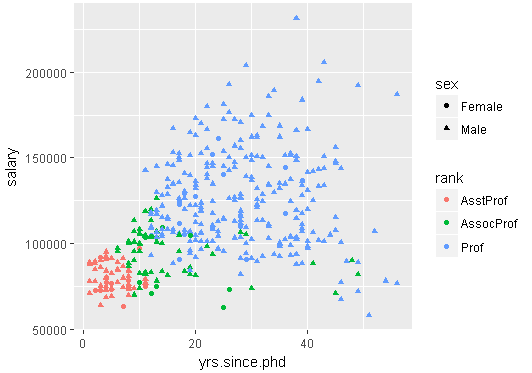 salary
200000
150000
100000
50000
0
20
40
yrs.since.phd
sex
Female
Male
rank
AsstProf
AssocProf
Prof